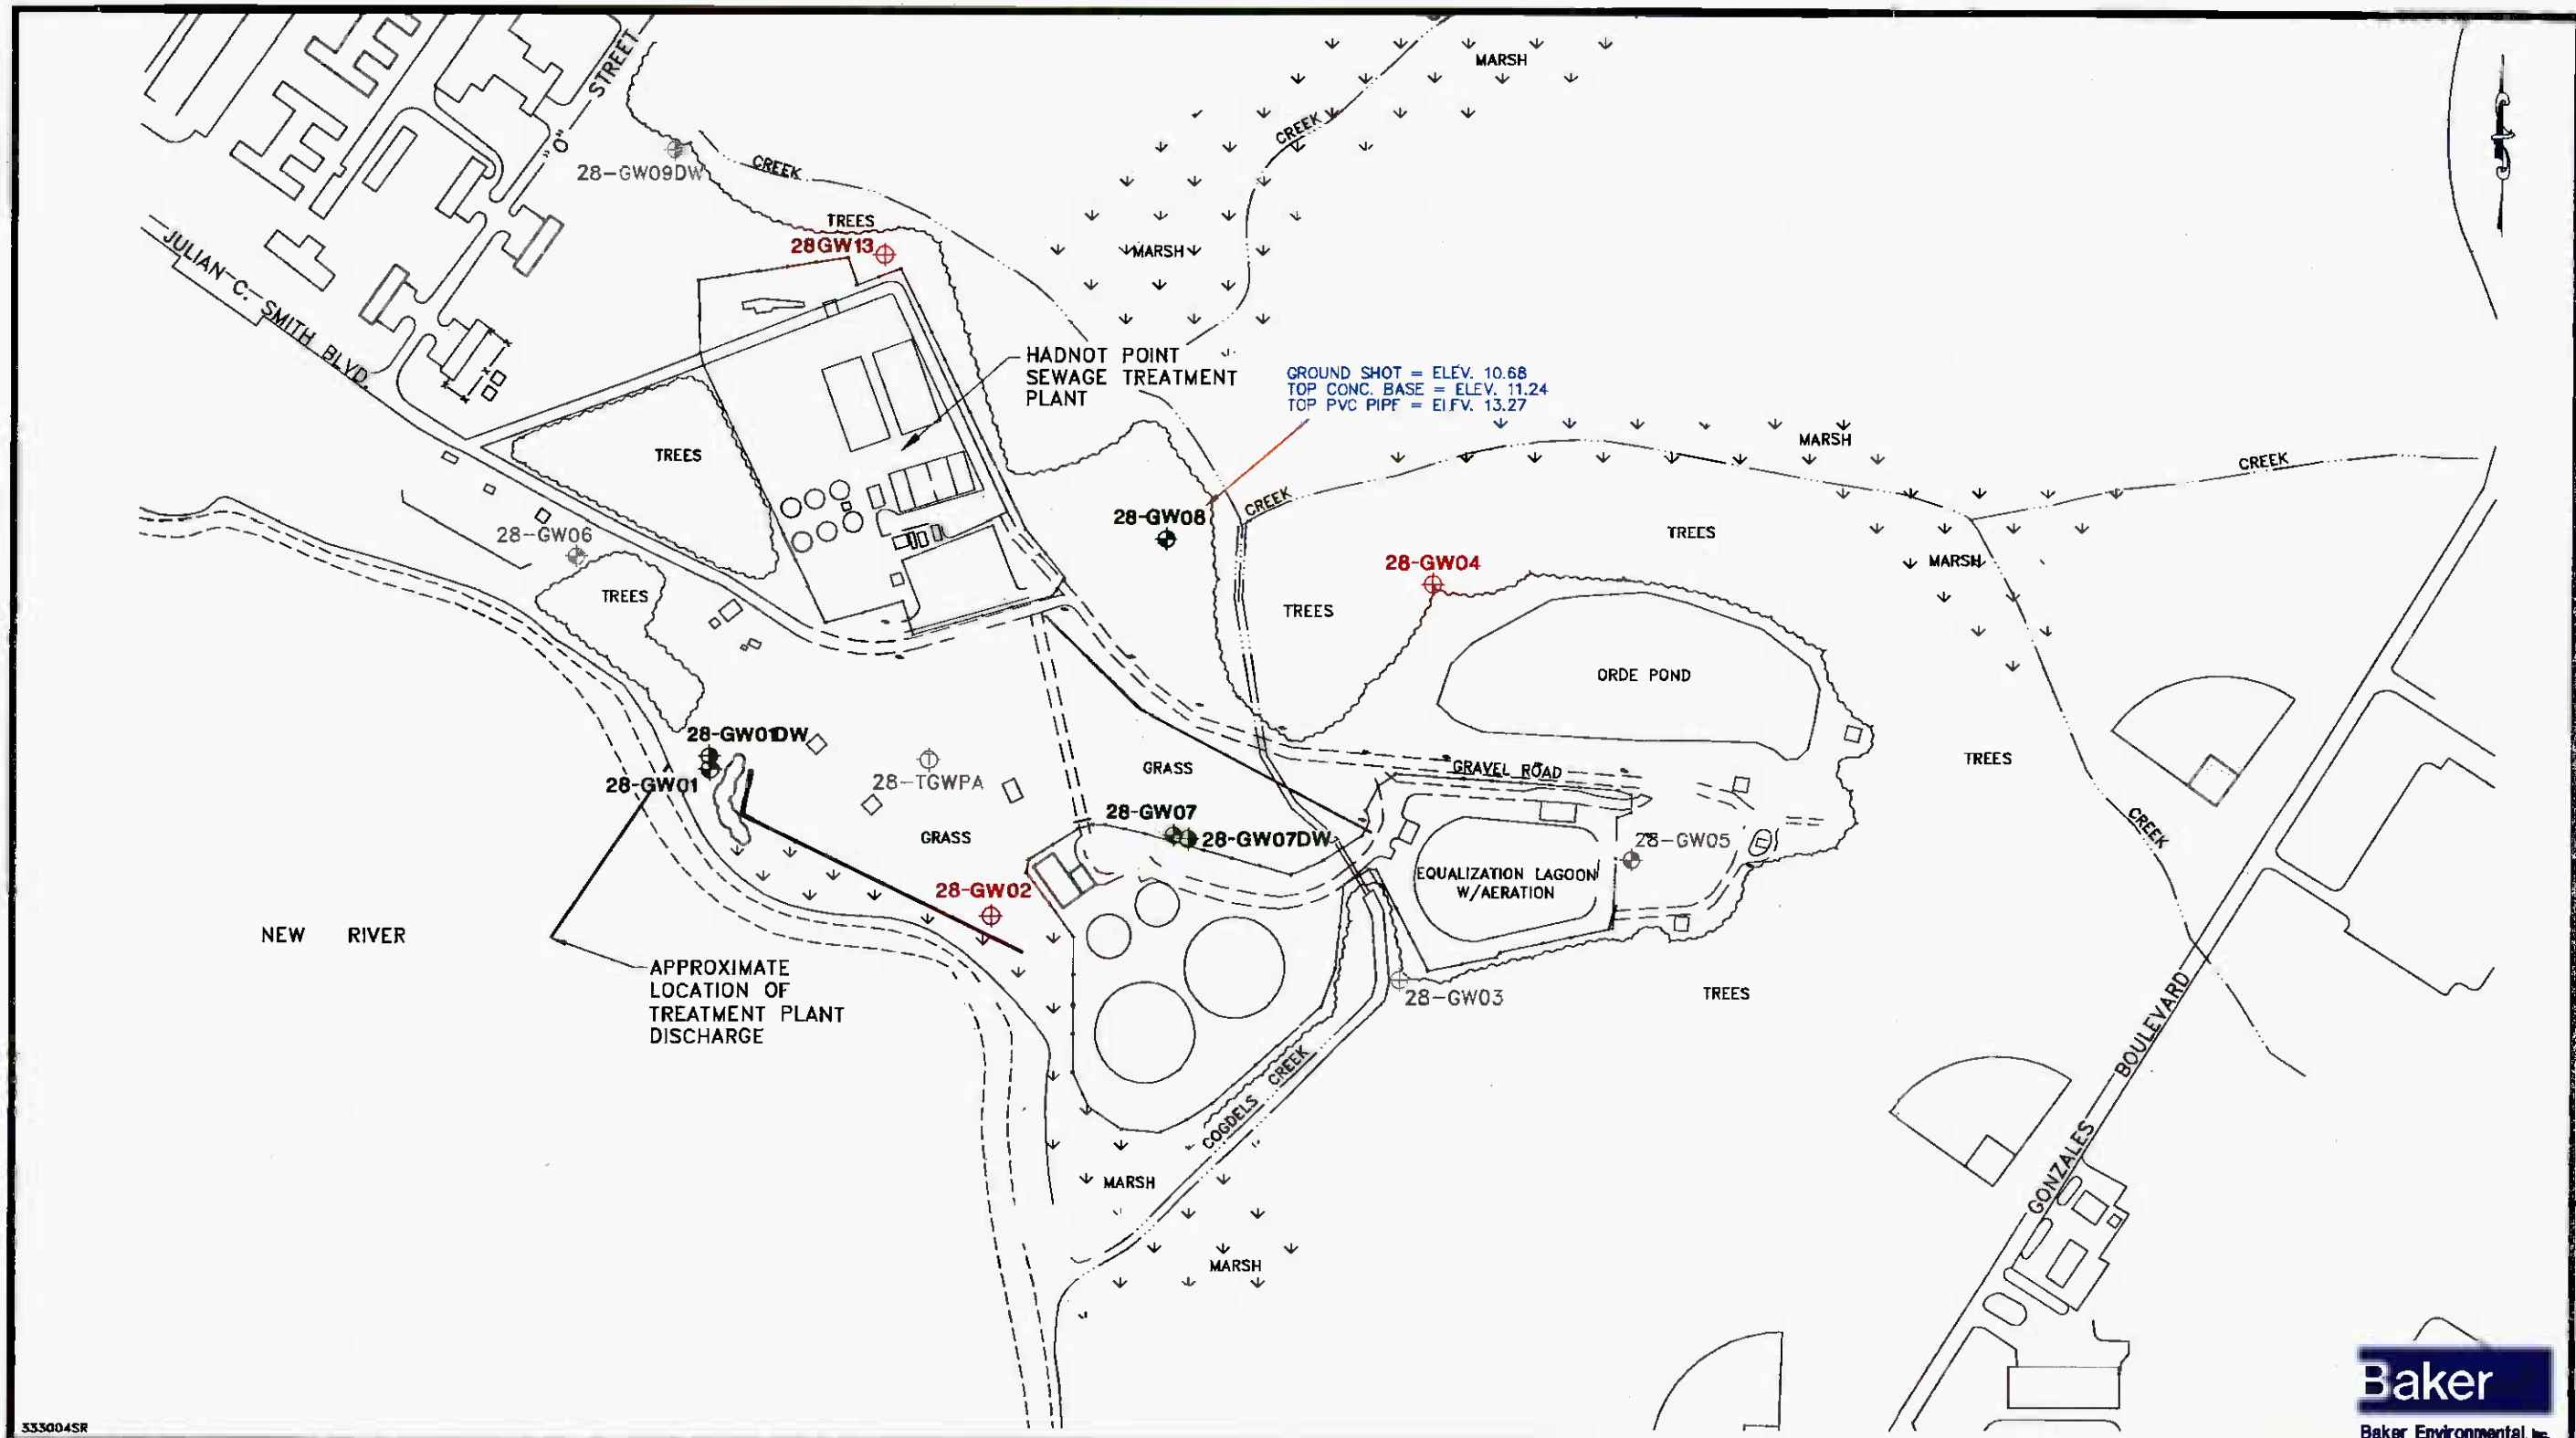 STREET
"O"
MARSH
CREEK
28-GW09DW
CREEK
TREES
28GW13
MARSH
JULIAN C. SMITH BLVD.
HADNOT POINT
SEWAGE TREATMENT
PLANT
GROUND SHOT = ELEV. 10.68
TOP CONC. BASE = ELEV. 11.24
TOP PVC PIPE = ELEV. 13.27
MARSH
TREES
CREEK
CREEK
28-GW08
28-GW06
TREES
28-GW04
MARSH
TREES
TREES
ORDE POND
28-GW01DW
28-GW01
28-TGWPA
GRASS
GRAVEL ROAD
TREES
28-GW07
28-GW07DW
GRASS
28-GW05
CREEK
EQUALIZATION LAGOON
W/AERATION
28-GW02
NEW RIVER
APPROXIMATE
LOCATION OF
TREATMENT PLANT
DISCHARGE
28-GW03
TREES
COGDELS CREEK
GONZALES BOULEVARD
MARSH
MARSH
Baker
Baker Environmental, Inc.
333004SR